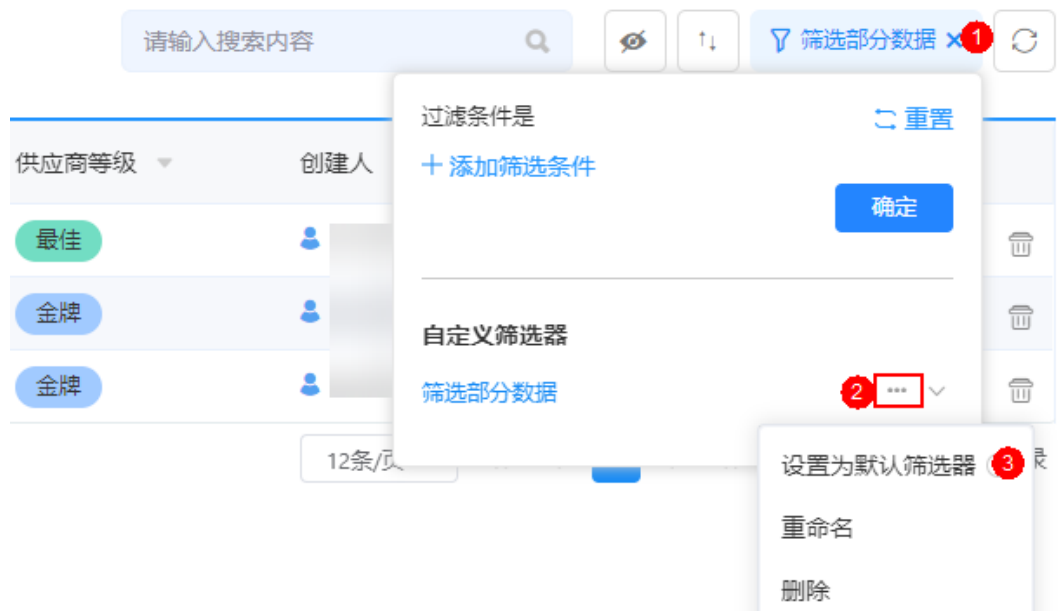 请输入搜索内容
筛选部分数据
1
过滤条件是
重置
添加筛选条件
确定
供应商等级
创建人
最佳
金牌
金牌
自定义筛选器
筛选部分数据
2
12条/页
设置为默认筛选器
3
录
重命名
删除